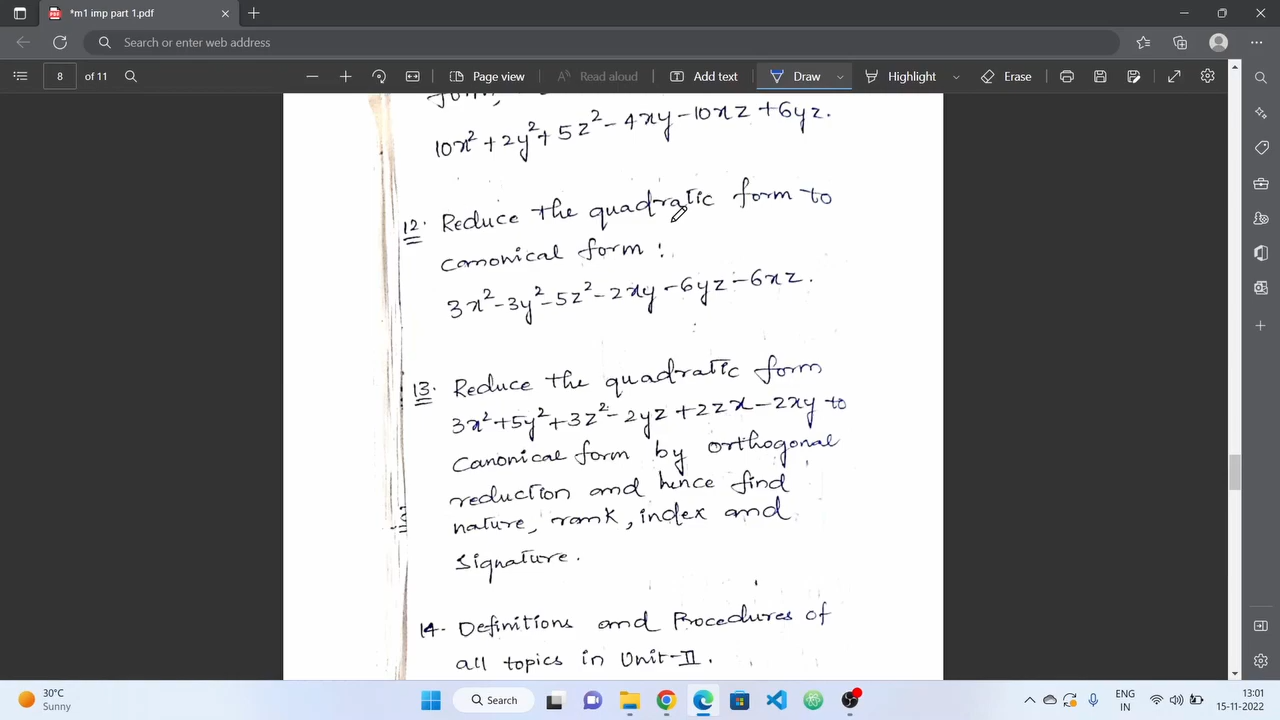 *m1 imp part 1.pdf
Search or enter web address
8 of 11
Page view
Read aloud
Add text
Draw
Highlight
Erase
form,
10x² + 2y² + 5z² - 4xy - 10xz + 6yz.
12. Reduce the quadratic form to
canonical form :
3x² - 3y² - 5z² - 2xy - 6yz - 6xz.
13. Reduce the quadratic form
3x² + 5y² + 3z² - 2yz + 2zx - 2xy to
Canonical form by orthogonal
reduction and hence find
nature, rank, index and
Signature.
14. Definitions and Procedures of
all topics in Unit-II.
30°C
Sunny
Search
ENG
IN
13:01
15-11-2022